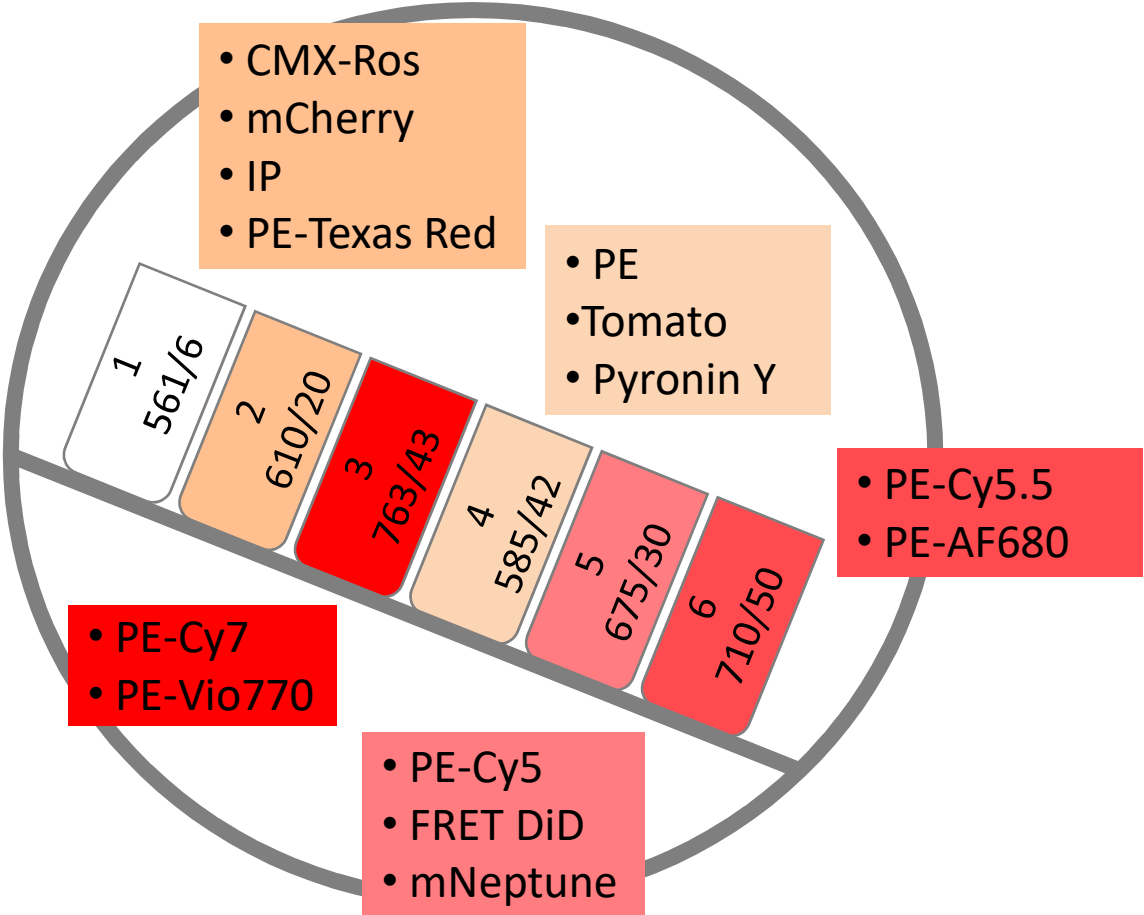 • CMX-Ros
• mCherry
• IP
• PE-Texas Red
• PE
•Tomato
• Pyronin Y
1
561/6
2
610/20
3
763/43
4
585/42
5
675/30
6
710/50
• PE-Cy5.5
• PE-AF680
• PE-Cy7
• PE-Vio770
• PE-Cy5
• FRET DiD
• mNeptune